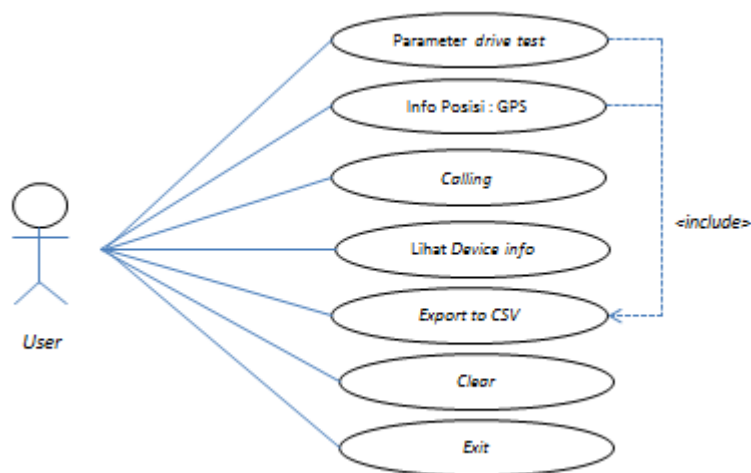 Parameter drive test
Info Posisi : GPS
Calling
Lihat Device info
<include>
Export to CSV
User
Clear
Exit